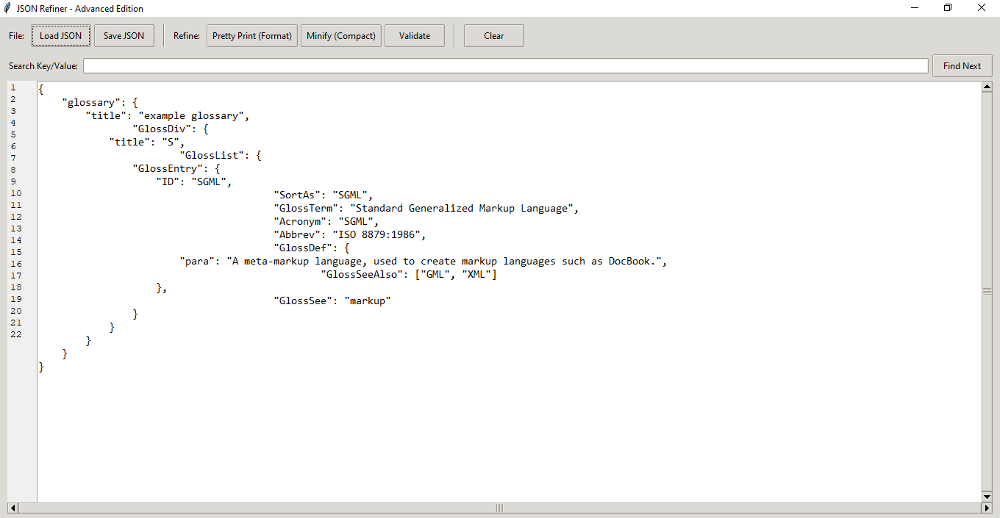 JSON Refiner - Advanced Edition
File: Load JSON Save JSON Refine: Pretty Print (Format) Minify (Compact) Validate Clear
Search Key/Value: Find Next
1 {
2     "glossary": {
3         "title": "example glossary",
4                 "GlossDiv": {
5             "title": "S",
6                         "GlossList": {
7                 "GlossEntry": {
8                     "ID": "SGML",
9                                         "SortAs": "SGML",
10                                         "GlossTerm": "Standard Generalized Markup Language",
11                                         "Acronym": "SGML",
12                                         "Abbrev": "ISO 8879:1986",
13                                         "GlossDef": {
14                         "para": "A meta-markup language, used to create markup languages such as DocBook.",
15                                                 "GlossSeeAlso": ["GML", "XML"]
16                     },
17                                         "GlossSee": "markup"
18                 }
19             }
20         }
21     }
22 }